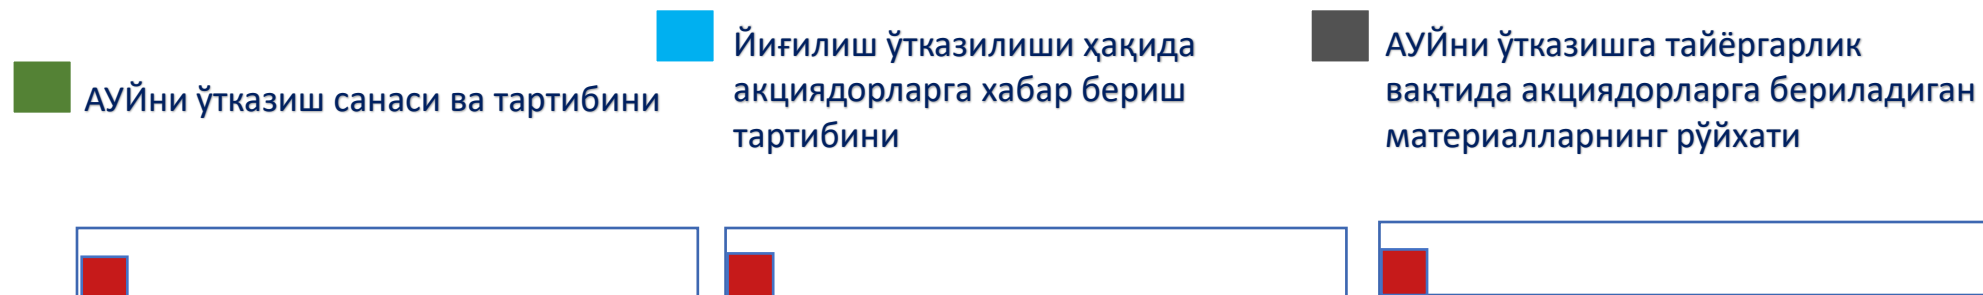 АУЙни ўтказиш санаси ва тартибини
Йиғилиш ўтказилиши ҳақида
акциядорларга хабар бериш
тартибини
АУЙни ўтказишга тайёргарлик
вақтида акциядорларга бериладиган
материалларнинг рўйхати